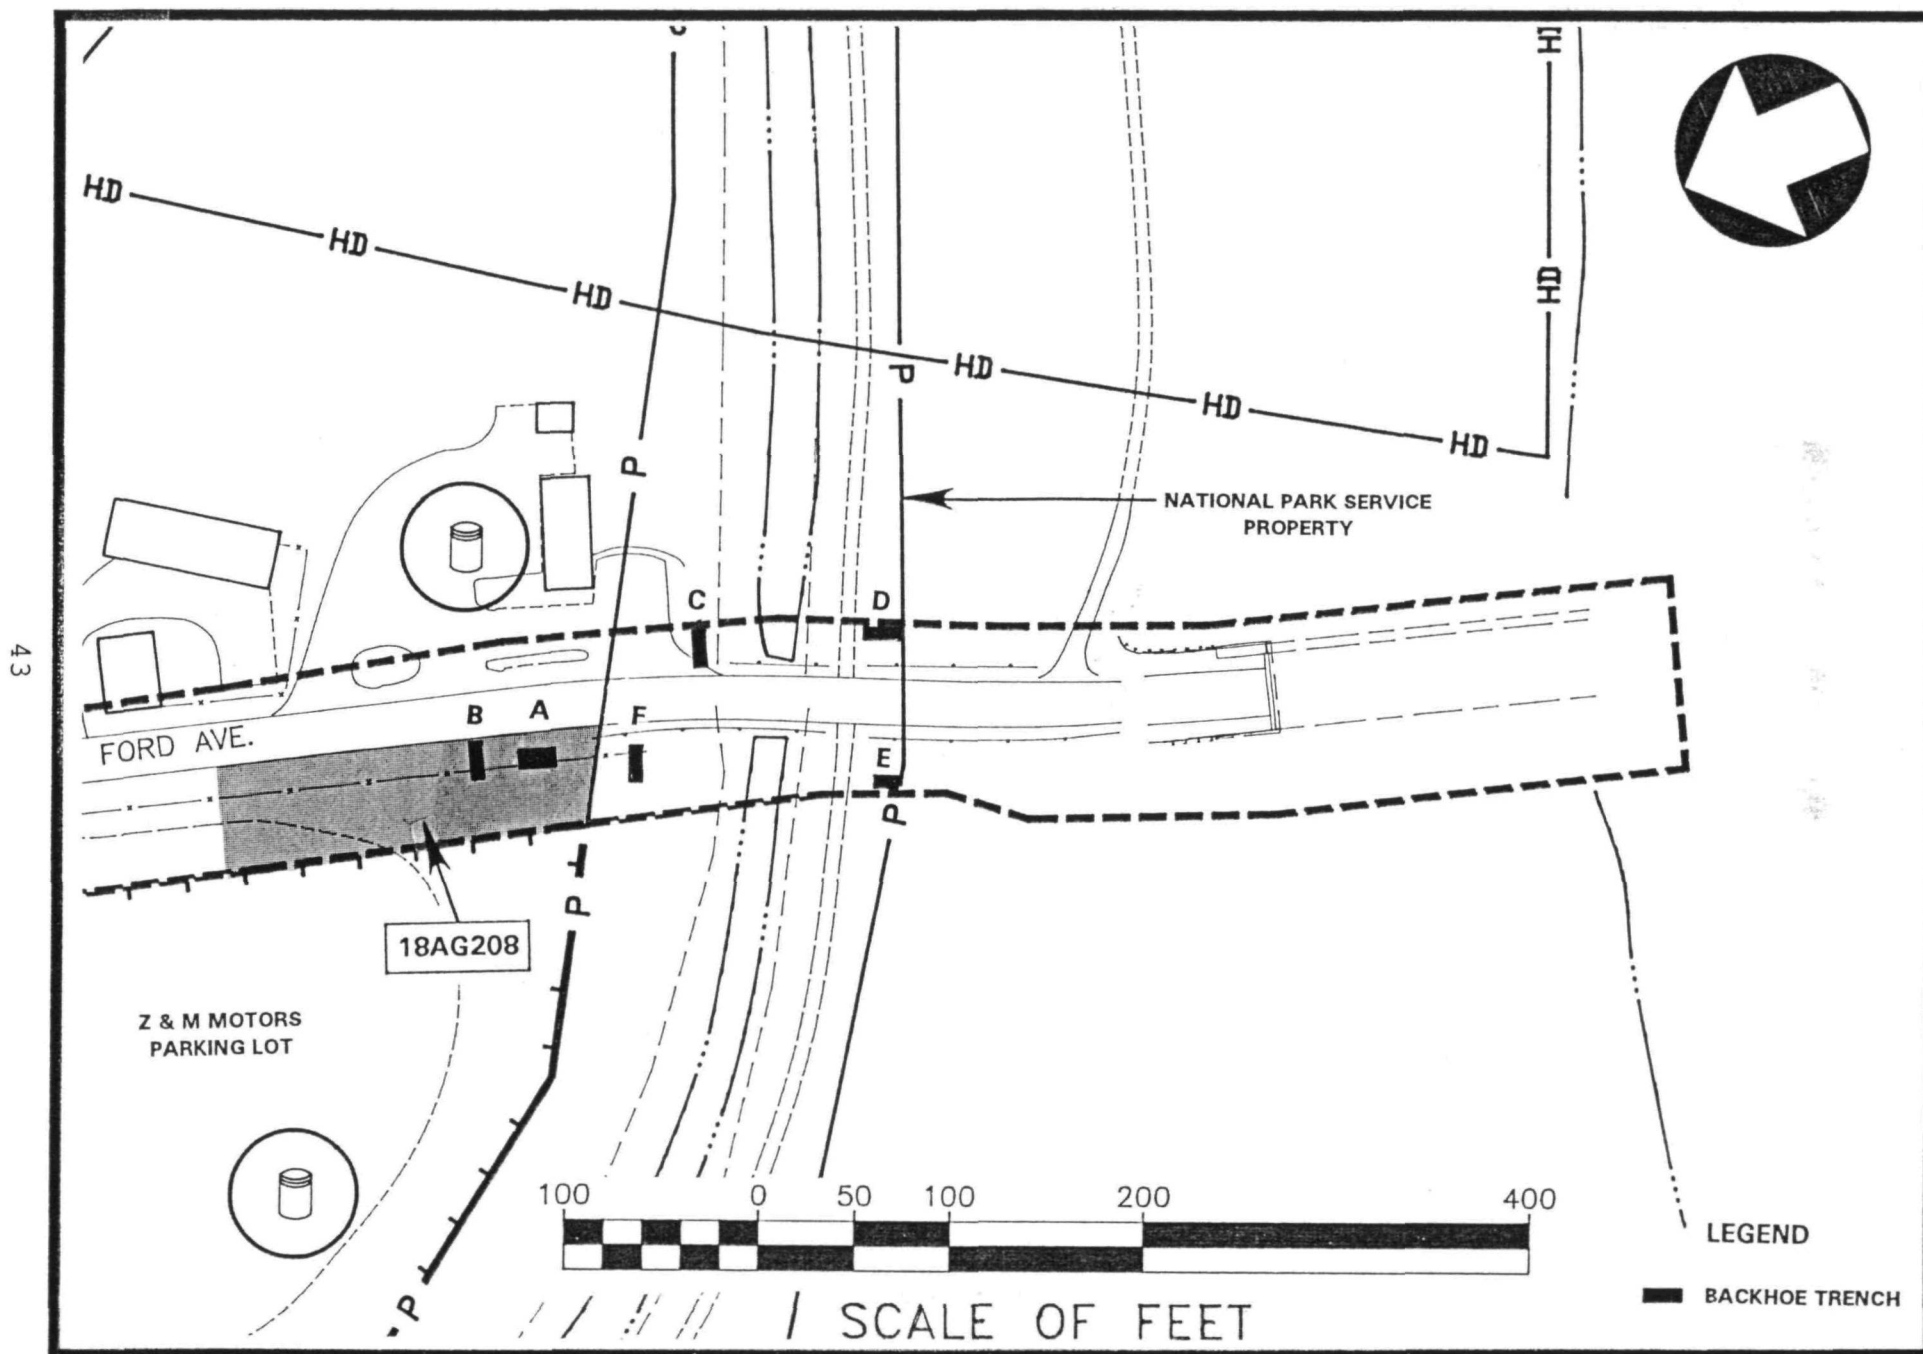 HD
HD
HD
HD
HD
HD
HD
HD
P
P
NATIONAL PARK SERVICE
PROPERTY
C
D
43
B
A
F
FORD AVE.
E
P
P
18AG208
Z & M MOTORS
PARKING LOT
100 0 50 100 200 400
LEGEND
BACKHOE TRENCH
P
SCALE OF FEET